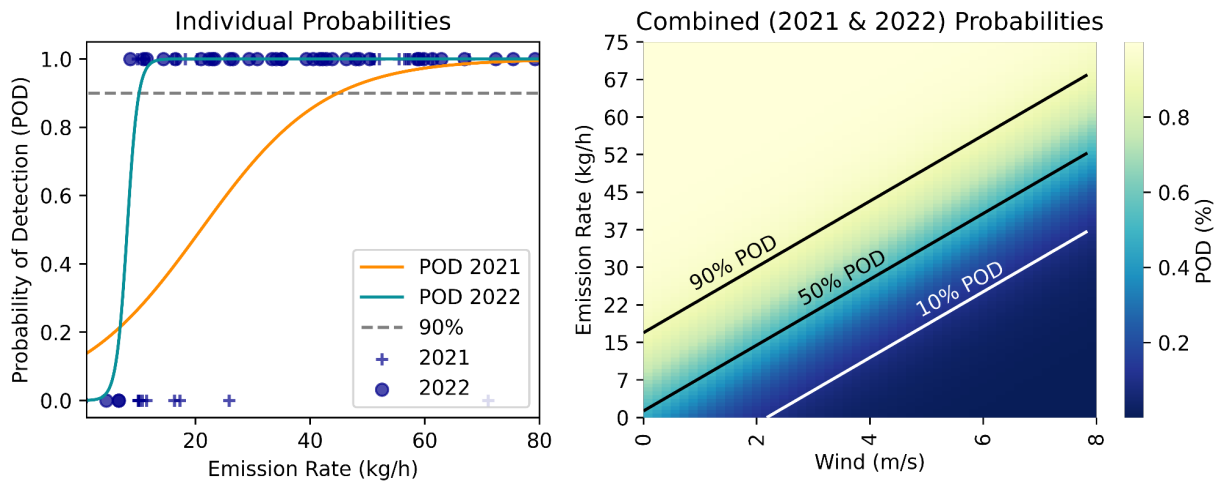 Individual Probabilities
1.0
0.8
0.6
0.4
0.2
0.0
Probability of Detection (POD)
POD 2021
POD 2022
90%
2021
2022
20
40
60
80
Emission Rate (kg/h)
Combined (2021 & 2022) Probabilities
75
67
60
52
45
37
30
22
15
7
0
Emission Rate (kg/h)
90% POD
50% POD
10% POD
0
2
4
6
8
Wind (m/s)
0.8
0.6
0.4
0.2
POD (%)